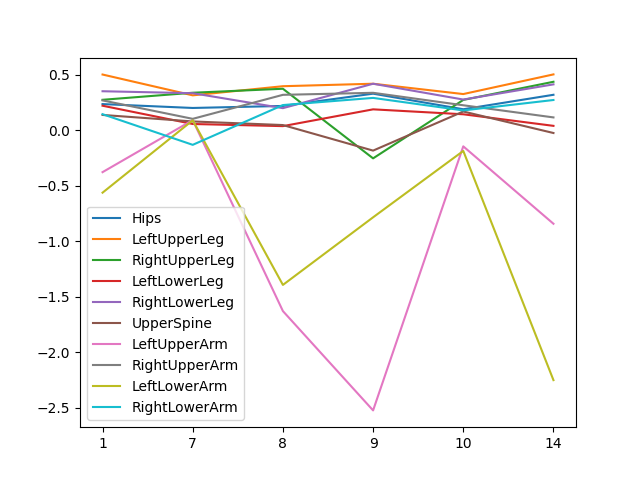 0.5
0.0
−0.5
−1.0
−1.5
−2.0
−2.5
Hips
LeftUpperLeg
RightUpperLeg
LeftLowerLeg
RightLowerLeg
UpperSpine
LeftUpperArm
RightUpperArm
LeftLowerArm
RightLowerArm
1 7 8 9 10 14